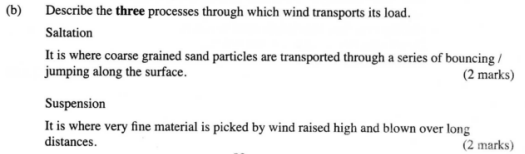 (b) Describe the three processes through which wind transports its load.
Saltation
It is where coarse grained sand particles are transported through a series of bouncing /
jumping along the surface. (2 marks)
Suspension
It is where very fine material is picked by wind raised high and blown over long
distances. (2 marks)